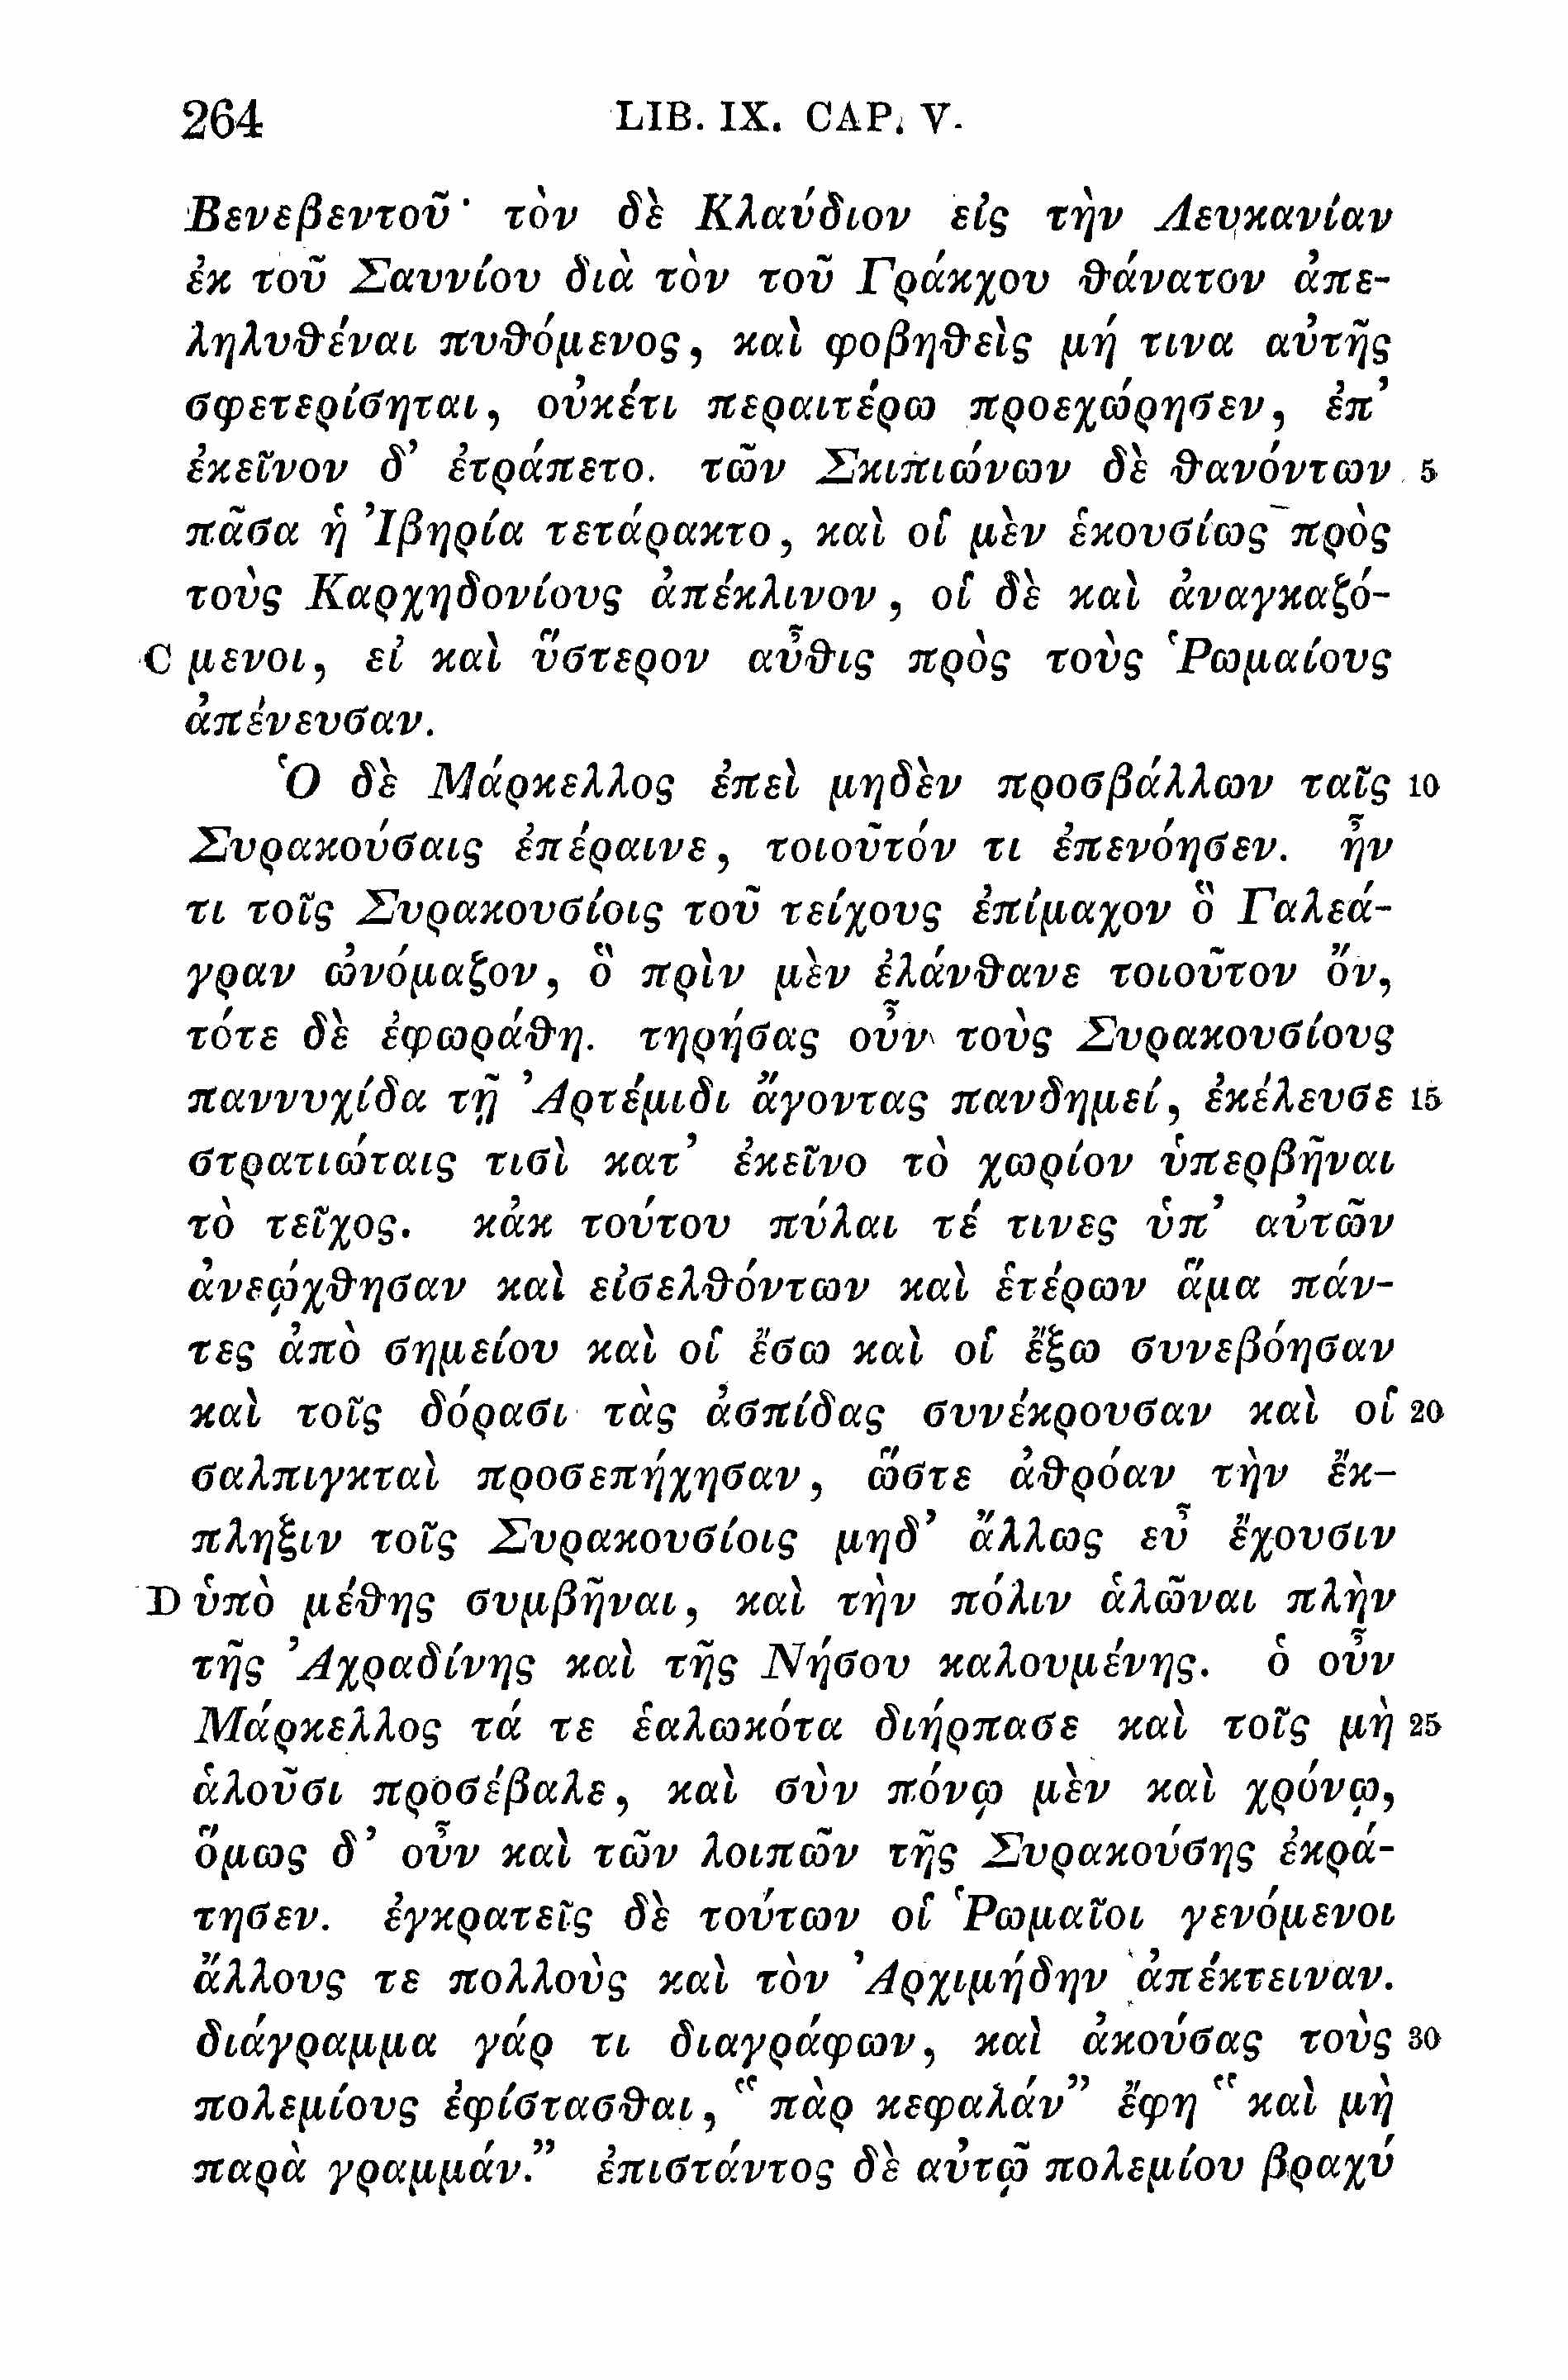 264 LIB. IX. CAP. V.
Βενεβεντοῦ· τὸν δὲ Κλαύδιον εἰς τὴν Λευκανίαν
ἐκ τοῦ Σαυνίου διὰ τὸν τοῦ Γράκχου θάνατον ἀπε-
ληλυθέναι πυθόμενος, καὶ φοβηθεὶς μή τινα αὐτῆς
σφετερίσηται, οὐκέτι περαιτέρω προεχώρησεν, ἐπ’
ἐκεῖνον δ’ ἐτράπετο. τῶν Σκιπιώνων δὲ θανόντων 5
πᾶσα ἡ Ἰβηρία τετάρακτο, καὶ οἱ μὲν ἑκουσίως πρὸς
τοὺς Καρχηδονίους ἀπέκλινον, οἱ δὲ καὶ ἀναγκαζό-
C μενοι, εἰ καὶ ὕστερον αὖθις πρὸς τοὺς Ῥωμαίους
ἀπένευσαν.
Ὁ δὲ Μάρκελλος ἐπεὶ μηδὲν προσβάλλων ταῖς 10
Συρακούσαις ἐπέραινε, τοιοῦτόν τι ἐπενόησεν. ἦν
τι τοῖς Συρακουσίοις τοῦ τείχους ἐπίμαχον ὃ Γαλεά-
γραν ὠνόμαζον, ὃ πρὶν μὲν ἐλάνθανε τοιοῦτον ὄν,
τότε δὲ ἐφωράθη. τηρήσας οὖν τοὺς Συρακουσίους
παννυχίδα τῇ Ἀρτέμιδι ἄγοντας πανδημεί, ἐκέλευσε 15
στρατιώταις τισὶ κατ’ ἐκεῖνο τὸ χωρίον ὑπερβῆναι
τὸ τεῖχος. κἀκ τούτου πύλαι τέ τινες ὑπ’ αὐτῶν
ἀνεῴχθησαν καὶ εἰσελθόντων καὶ ἑτέρων ἅμα πάν-
τες ἀπὸ σημείου καὶ οἱ ἔσω καὶ οἱ ἔξω συνεβόησαν
καὶ τοῖς δόρασι τὰς ἀσπίδας συνέκρουσαν καὶ οἱ 20
σαλπιγκταὶ προσεπήχησαν, ὥστε ἀθρόαν τὴν ἔκ-
πληξιν τοῖς Συρακουσίοις μηδ’ ἄλλως εὖ ἔχουσιν
D ὑπὸ μέθης συμβῆναι, καὶ τὴν πόλιν ἁλῶναι πλὴν
τῆς Ἀχραδίνης καὶ τῆς Νήσου καλουμένης. ὁ οὖν
Μάρκελλος τά τε ἑαλωκότα διήρπασε καὶ τοῖς μὴ 25
ἁλοῦσι προσέβαλε, καὶ σὺν πόνῳ μὲν καὶ χρόνῳ,
ὅμως δ’ οὖν καὶ τῶν λοιπῶν τῆς Συρακούσης ἐκρά-
τησεν. ἐγκρατεῖς δὲ τούτων οἱ Ῥωμαῖοι γενόμενοι
ἄλλους τε πολλοὺς καὶ τὸν Ἀρχιμήδην ἀπέκτειναν.
διάγραμμα γάρ τι διαγράφων, καὶ ἀκούσας τοὺς 30
πολεμίους ἐφίστασθαι, “πὰρ κεφαλάν” ἔφη “καὶ μὴ
παρὰ γραμμάν.” ἐπιστάντος δὲ αὐτῷ πολεμίου βραχύ